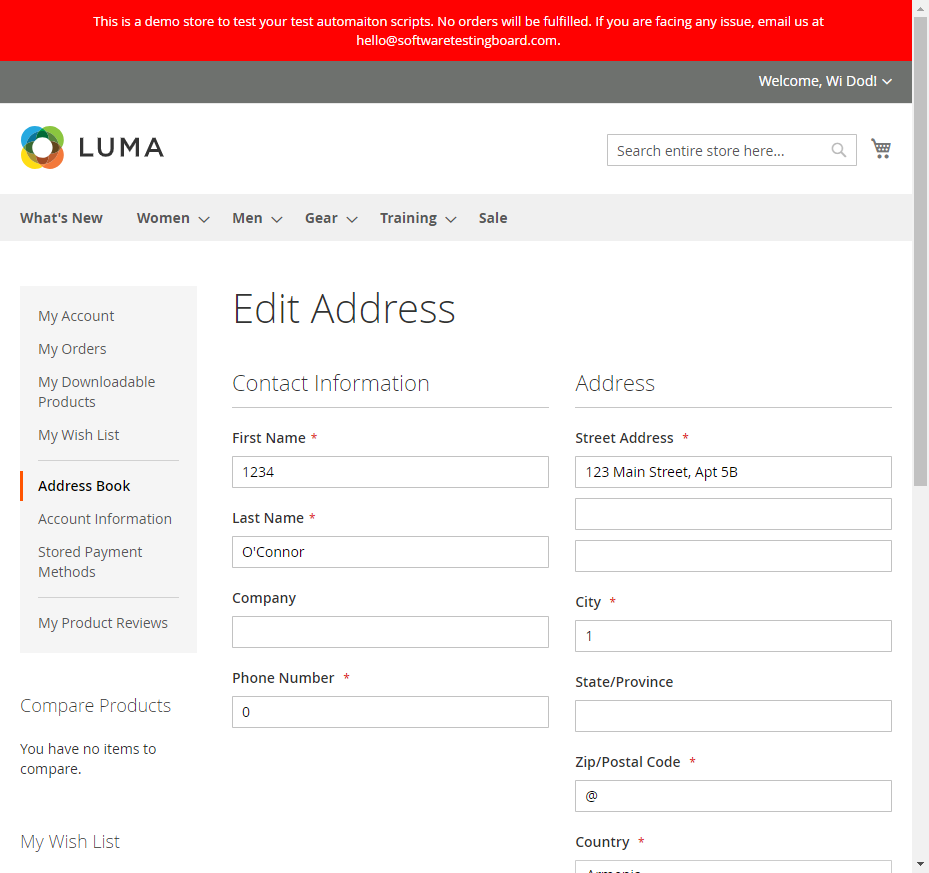 This is a demo store to test your test automaiton scripts. No orders will be fulfilled. If you are facing any issue, email us at
hello@softwaretestingboard.com.
Welcome, Wi Dod!
LUMA
Search entire store here...
What's New
Women
Men
Gear
Training
Sale
My Account
My Orders
My Downloadable
Products
My Wish List
Address Book
Account Information
Stored Payment
Methods
My Product Reviews
Compare Products
You have no items to
compare.
My Wish List
Edit Address
Contact Information
First Name *
1234
Last Name *
O'Connor
Company
Phone Number *
0
Address
Street Address *
123 Main Street, Apt 5B
City *
1
State/Province
Zip/Postal Code *
@
Country *
Armenia